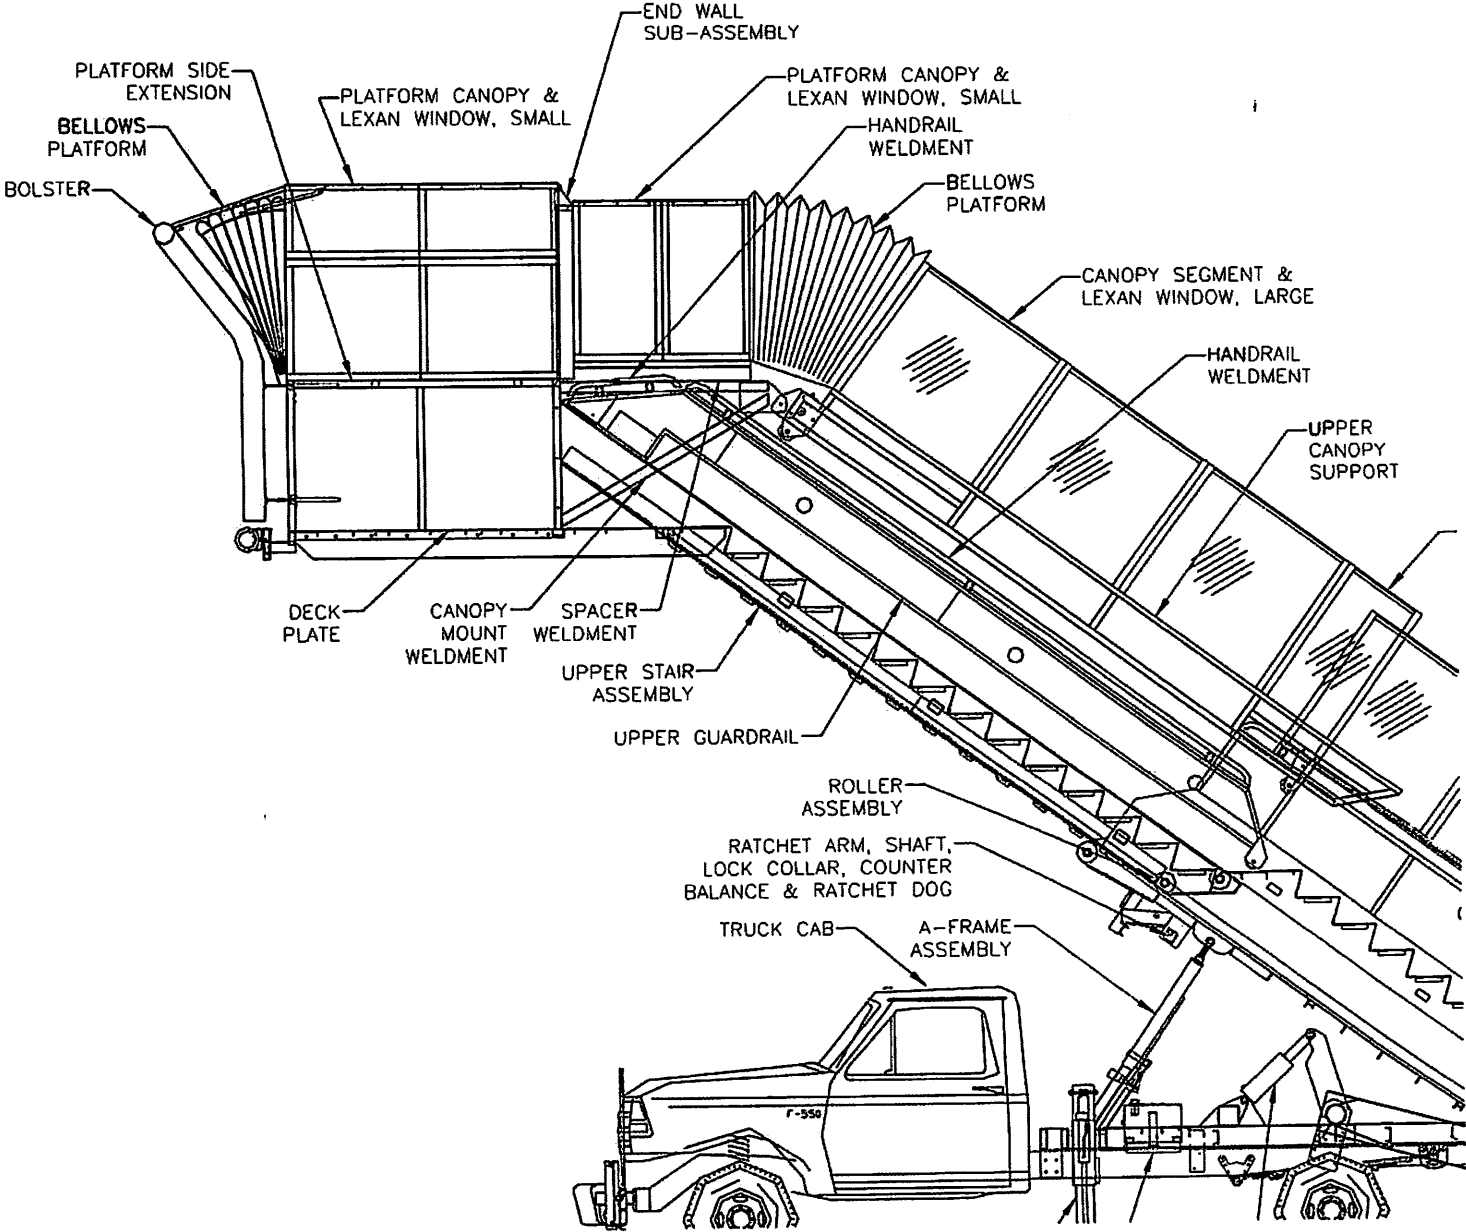 END WALL
SUB-ASSEMBLY
PLATFORM SIDE
EXTENSION
PLATFORM CANOPY &
LEXAN WINDOW, SMALL
PLATFORM CANOPY &
LEXAN WINDOW, SMALL
BELLOWS
PLATFORM
HANDRAIL
WELDMENT
BOLSTER
BELLOWS
PLATFORM
CANOPY SEGMENT &
LEXAN WINDOW, LARGE
HANDRAIL
WELDMENT
UPPER
CANOPY
SUPPORT
DECK
PLATE
CANOPY
MOUNT
WELDMENT
SPACER
WELDMENT
UPPER STAIR
ASSEMBLY
UPPER GUARDRAIL
ROLLER
ASSEMBLY
RATCHET ARM, SHAFT,
LOCK COLLAR, COUNTER
BALANCE & RATCHET DOG
TRUCK CAB
A-FRAME
ASSEMBLY
F-550